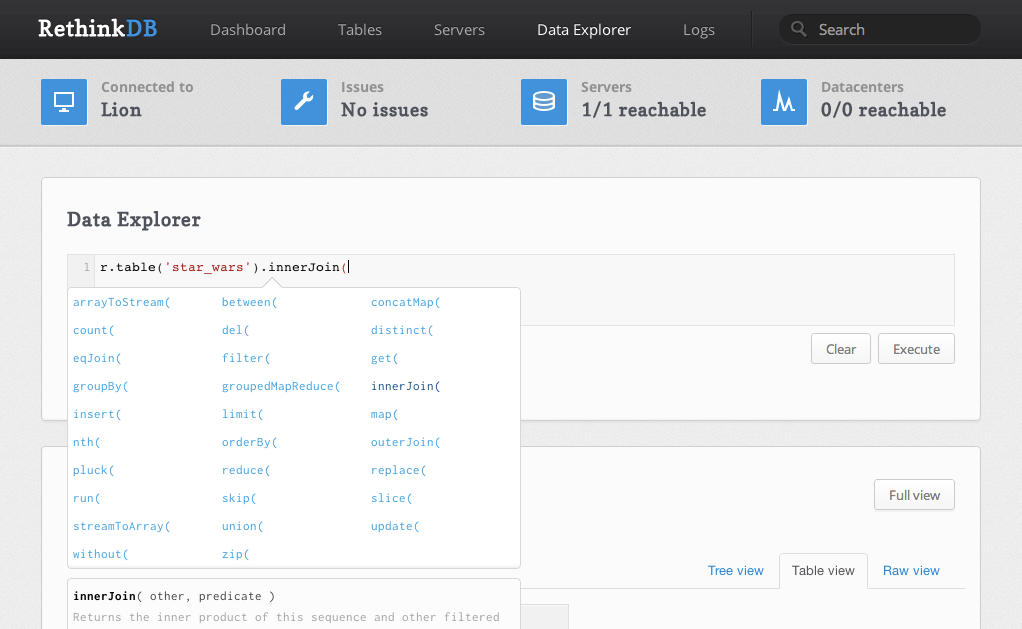 RethinkDB Dashboard Tables Servers Data Explorer Logs Search
Connected to Issues Servers Datacenters
Lion No issues 1/1 reachable 0/0 reachable
Data Explorer
1 r.table('star_wars').innerJoin(
arrayToStream( between( concatMap(
count( del( distinct(
eqJoin( filter( get(
groupBy( groupedMapReduce( innerJoin(
insert( limit( map(
nth( orderBy( outerJoin(
pluck( reduce( replace(
run( skip( slice(
streamToArray( union( update(
without( zip(
Clear Execute
Full view
Tree view Table view Raw view
innerJoin( other, predicate )
Returns the inner product of this sequence and other filtered